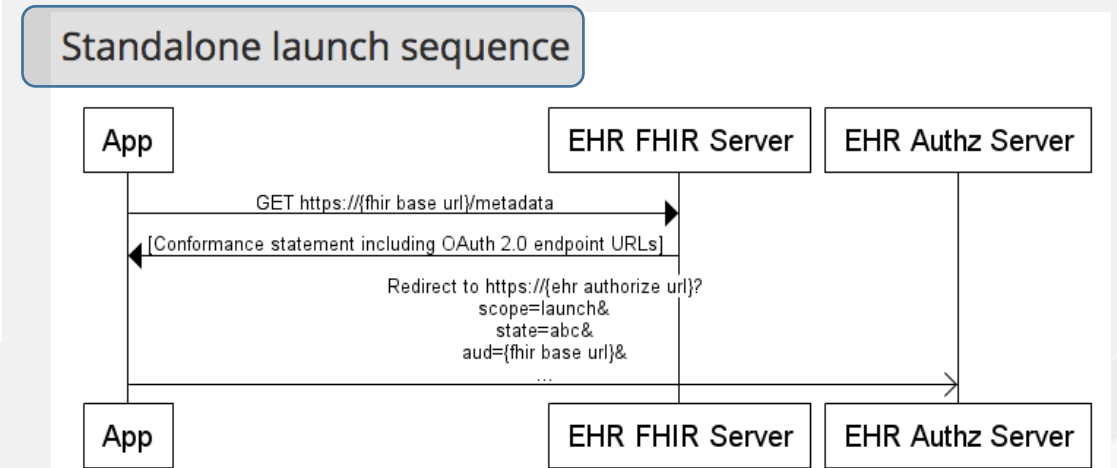 Standalone launch sequence
App
EHR FHIR Server
EHR Authz Server
GET https://{fhir base url}/metadata
[Conformance statement including OAuth 2.0 endpoint URLs]
Redirect to https://{ehr authorize url}?
scope=launch&
state=abc&
aud={fhir base url}&
...
App
EHR FHIR Server
EHR Authz Server